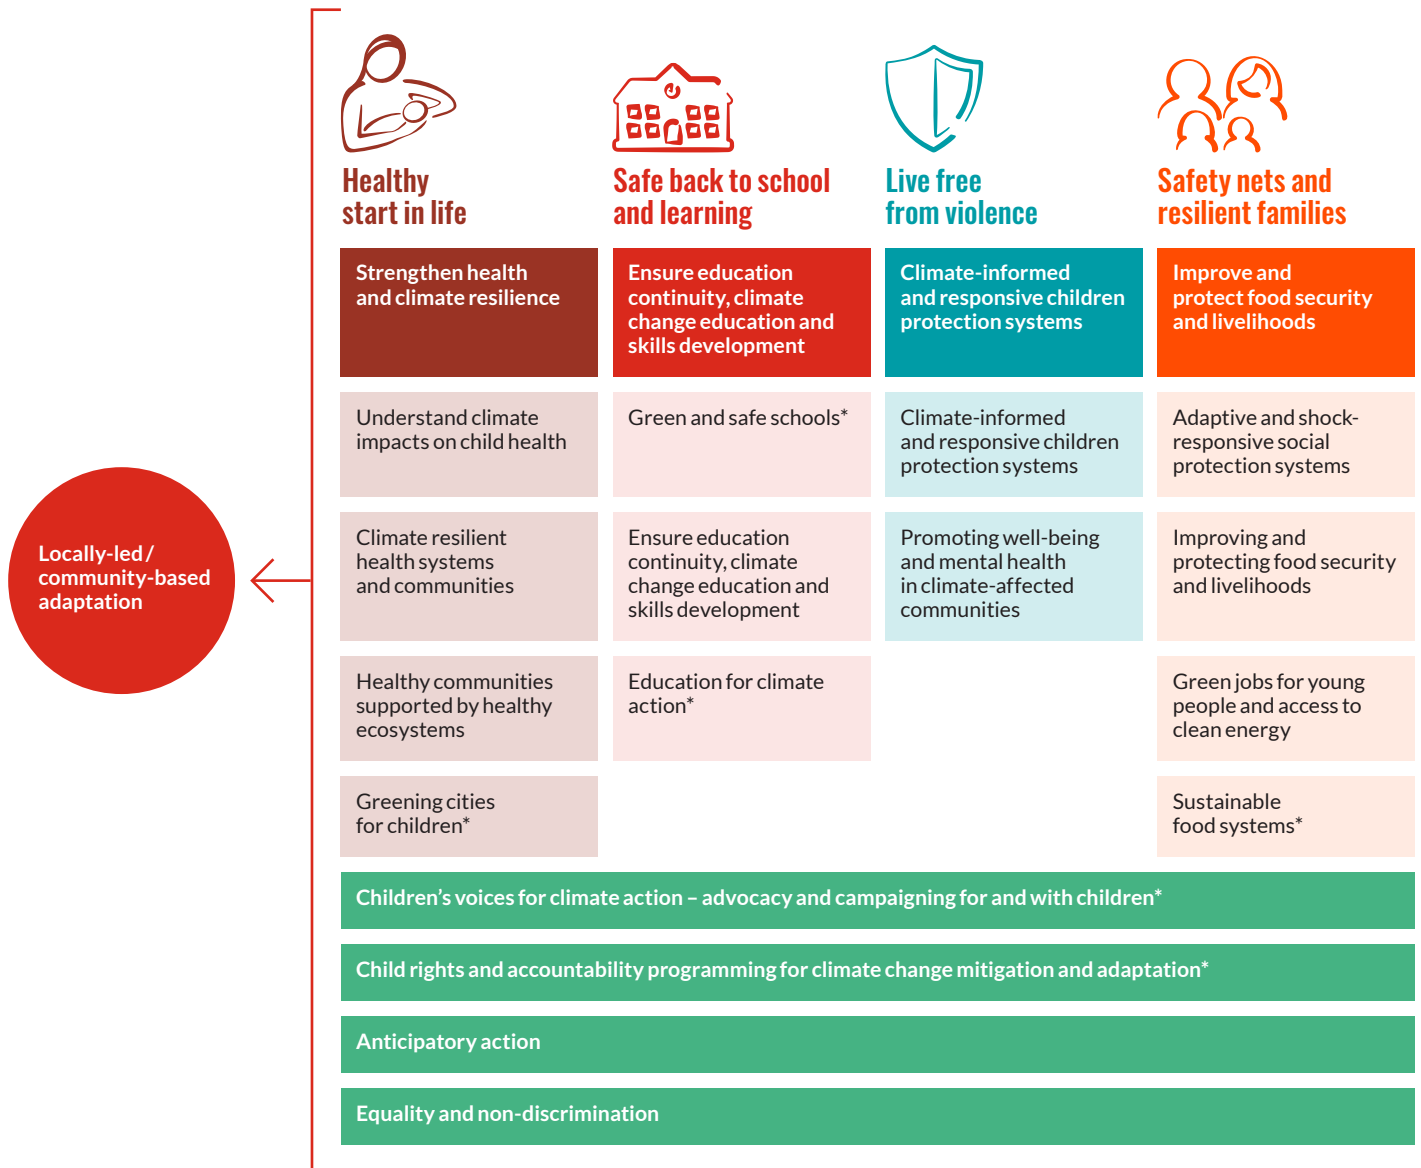 Healthy
start in life
Safe back to school
and learning
Live free
from violence
Safety nets and
resilient families
Strengthen health
and climate resilience
Ensure education
continuity, climate
change education and
skills development
Climate-informed
and responsive children
protection systems
Improve and
protect food security
and livelihoods
Understand climate
impacts on child health
Green and safe schools*
Climate-informed
and responsive children
protection systems
Adaptive and shock-
responsive social
protection systems
Locally-led /
community-based
adaptation
Climate resilient
health systems
and communities
Ensure education
continuity, climate
change education and
skills development
Promoting well-being
and mental health
in climate-affected
communities
Improving and
protecting food security
and livelihoods
Healthy communities
supported by healthy
ecosystems
Education for climate
action*
Green jobs for young
people and access to
clean energy
Greening cities
for children*
Sustainable
food systems*
Children’s voices for climate action – advocacy and campaigning for and with children*
Child rights and accountability programming for climate change mitigation and adaptation*
Anticipatory action
Equality and non-discrimination